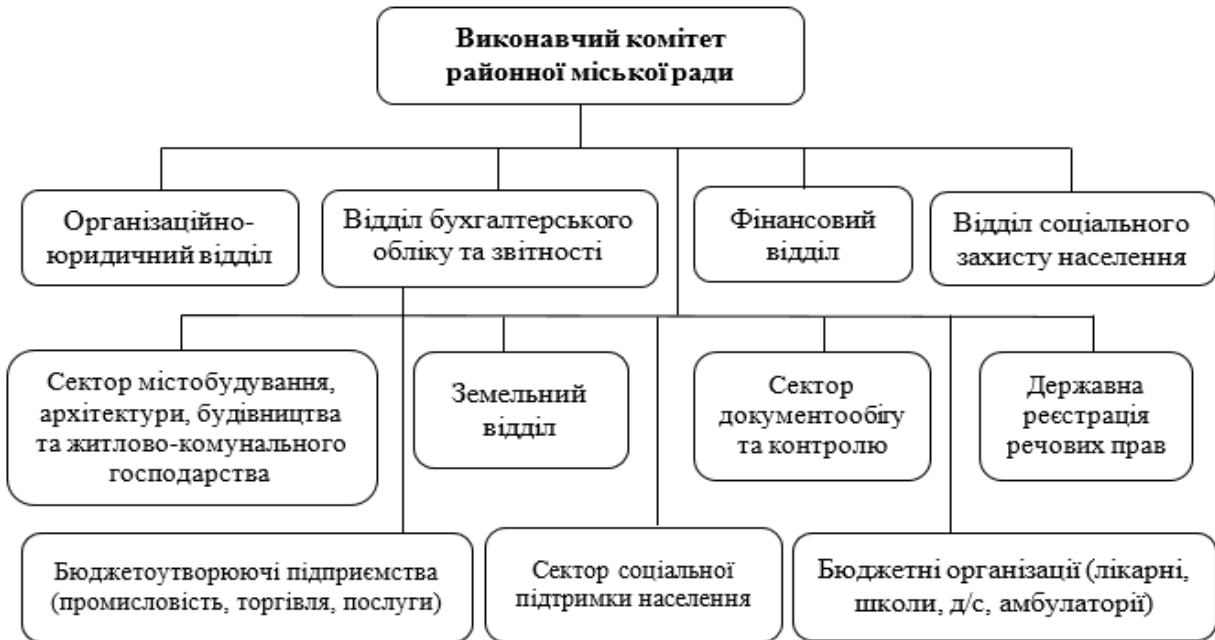 Виконавчий комітет
районної міської ради
Організаційно-
юридичний відділ
Відділ бухгалтерського
обліку та звітності
Фінансовий
відділ
Відділ соціального
захисту населення
Сектор містобудування,
архітектури, будівництва
та житлово-комунального
господарства
Земельний
відділ
Сектор
документообігу
та контролю
Державна
реєстрація
речових прав
Бюджетоутворюючі підприємства
(промисловість, торгівля, послуги)
Сектор соціальної
підтримки населення
Бюджетні організації (лікарні,
школи, д/с, амбулаторії)